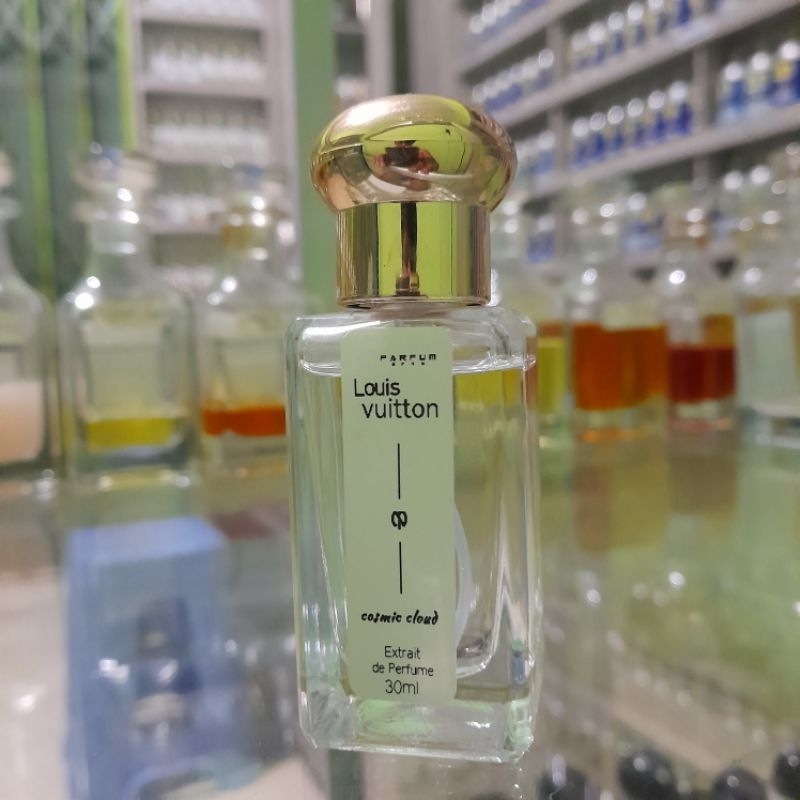 PARFUM
Louis
vuitton
cosmic cloud
Extrait
de Perfume
30ml